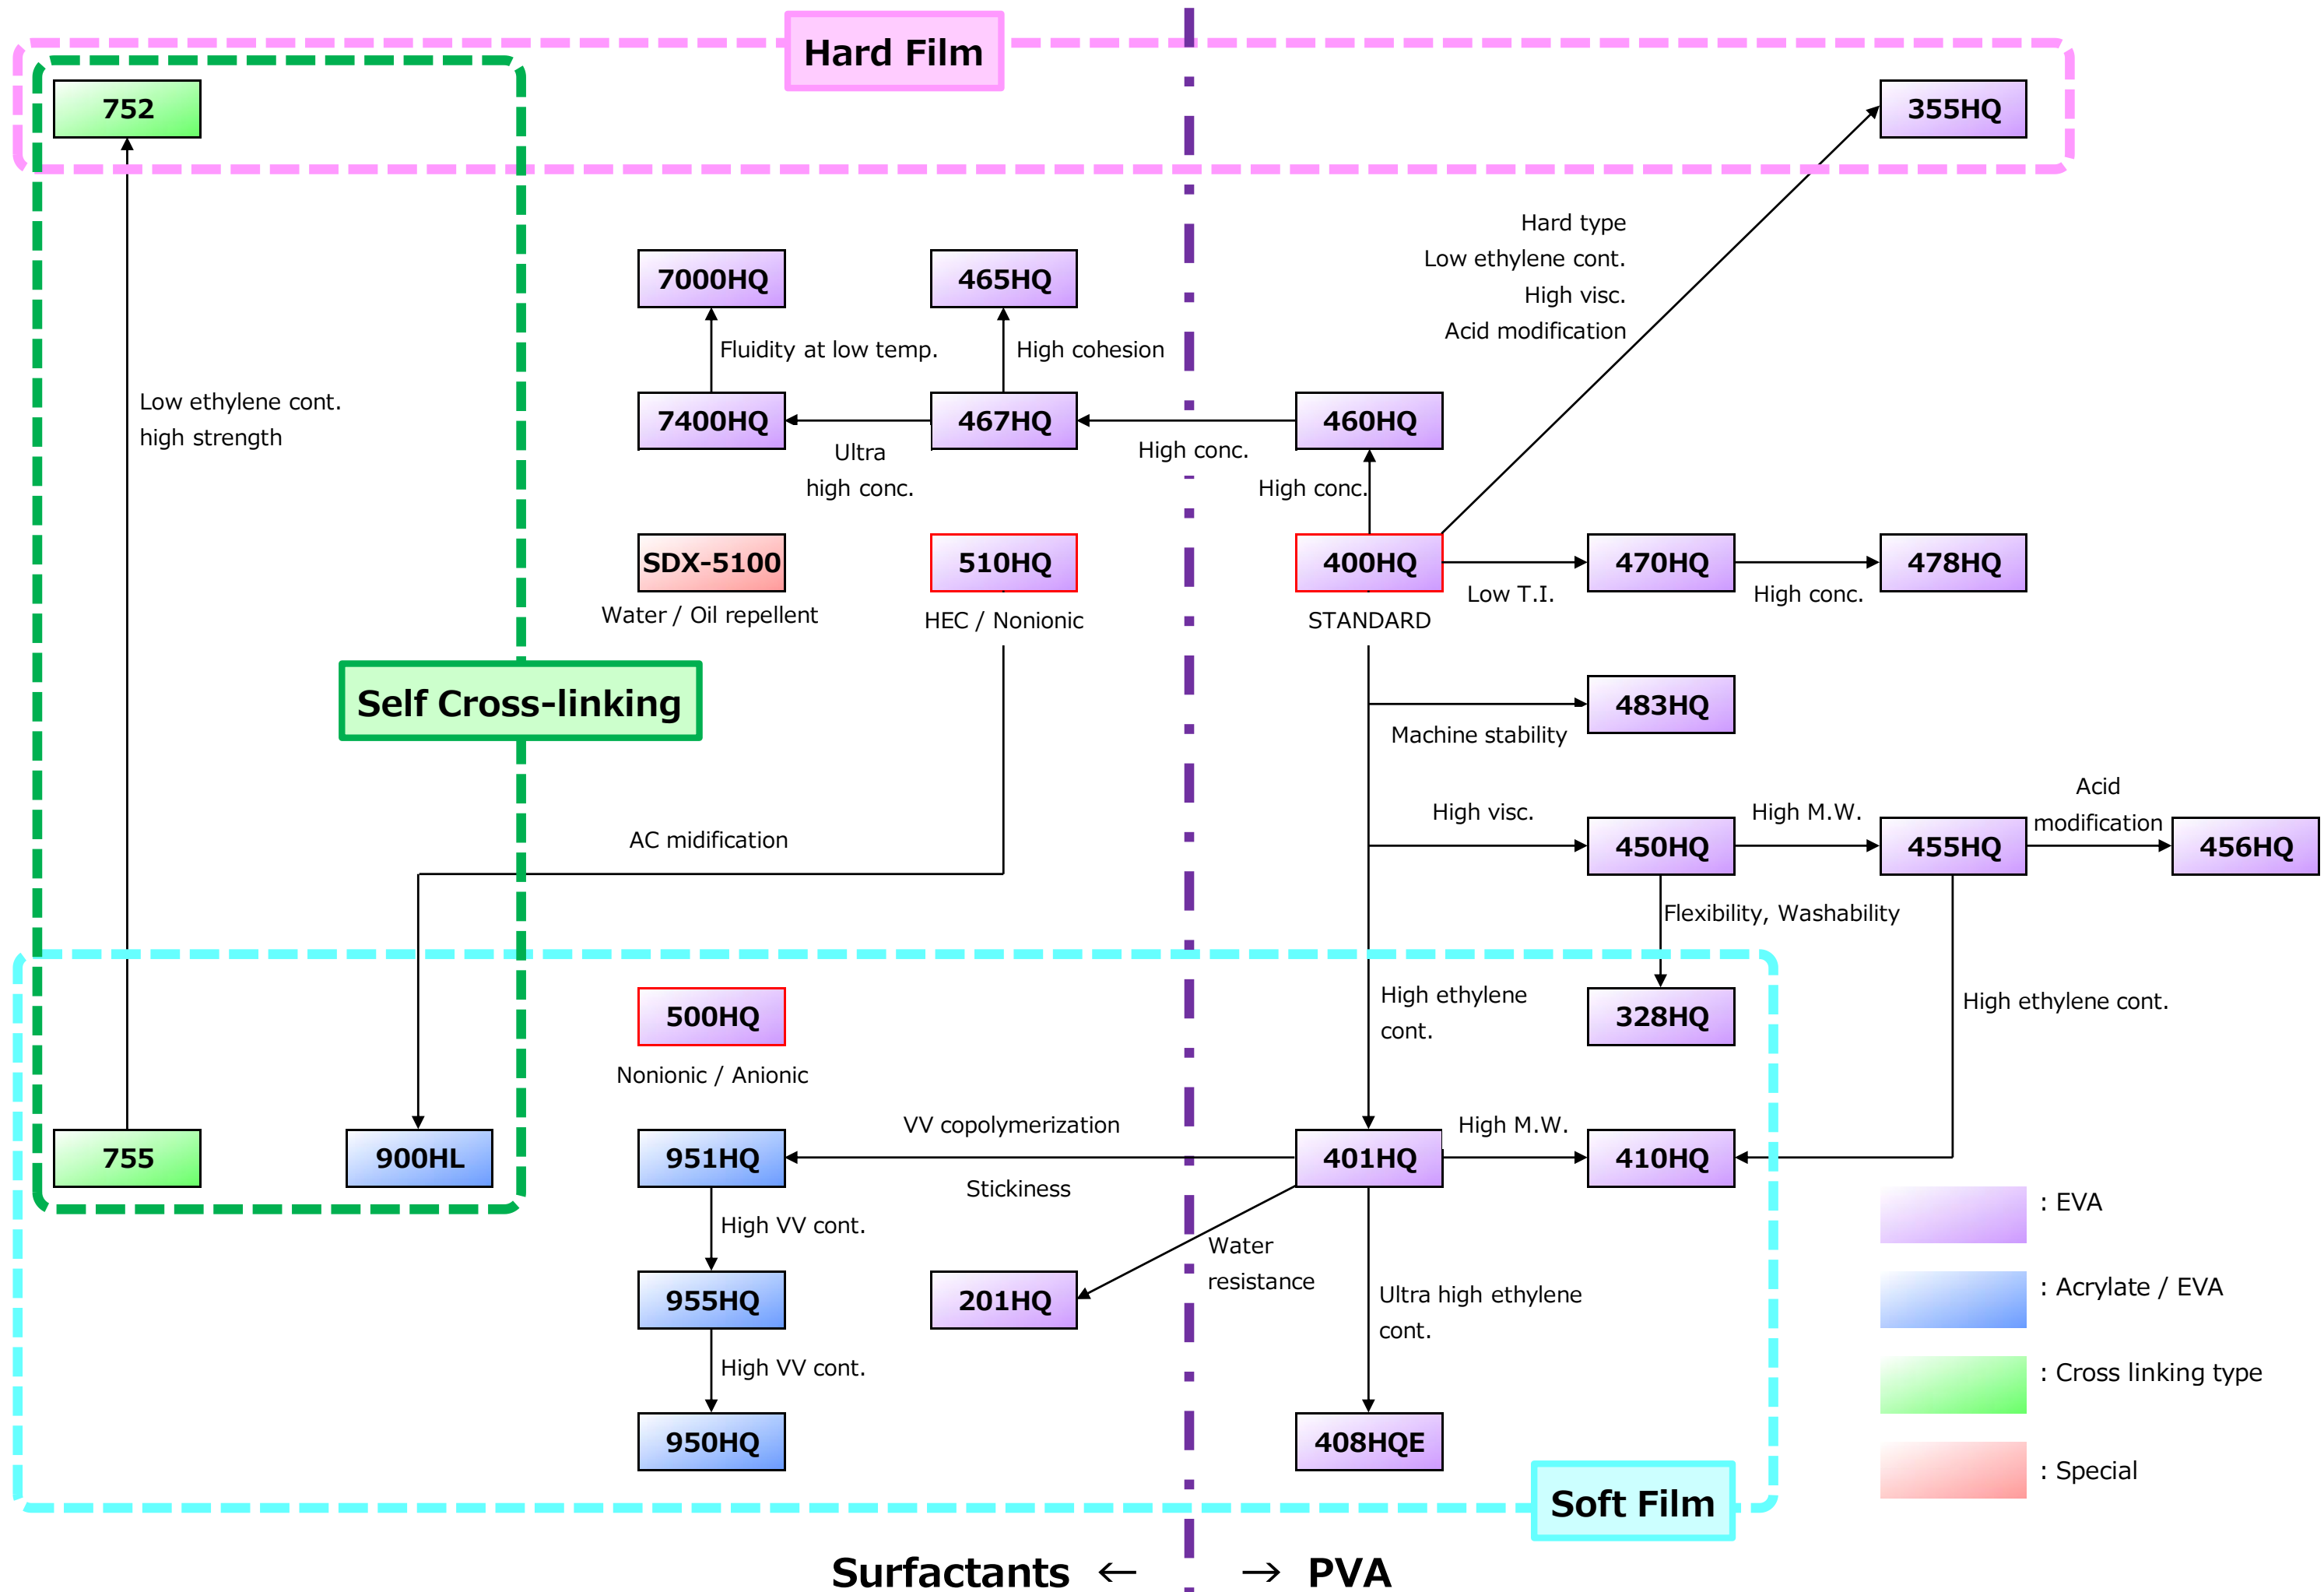 Hard Film
752
355HQ
Hard type
Low ethylene cont.
High visc.
Acid modification
7000HQ
465HQ
Fluidity at low temp.
High cohesion
Low ethylene cont.
high strength
7400HQ
467HQ
460HQ
Ultra
high conc.
High conc.
High conc.
SDX-5100
510HQ
400HQ
470HQ
478HQ
Water / Oil repellent
HEC / Nonionic
STANDARD
Low T.I.
High conc.
Self Cross-linking
483HQ
Machine stability
AC midification
High visc.
High M.W.
Acid
modification
450HQ
455HQ
456HQ
Flexibility, Washability
500HQ
Nonionic / Anionic
High ethylene
cont.
328HQ
High ethylene cont.
755
900HL
951HQ
VV copolymerization
Stickiness
401HQ
High M.W.
410HQ
High VV cont.
Water
resistance
955HQ
201HQ
Ultra high ethylene
cont.
High VV cont.
950HQ
408HQE
: EVA
: Acrylate / EVA
: Cross linking type
: Special
Soft Film
Surfactants ← → PVA